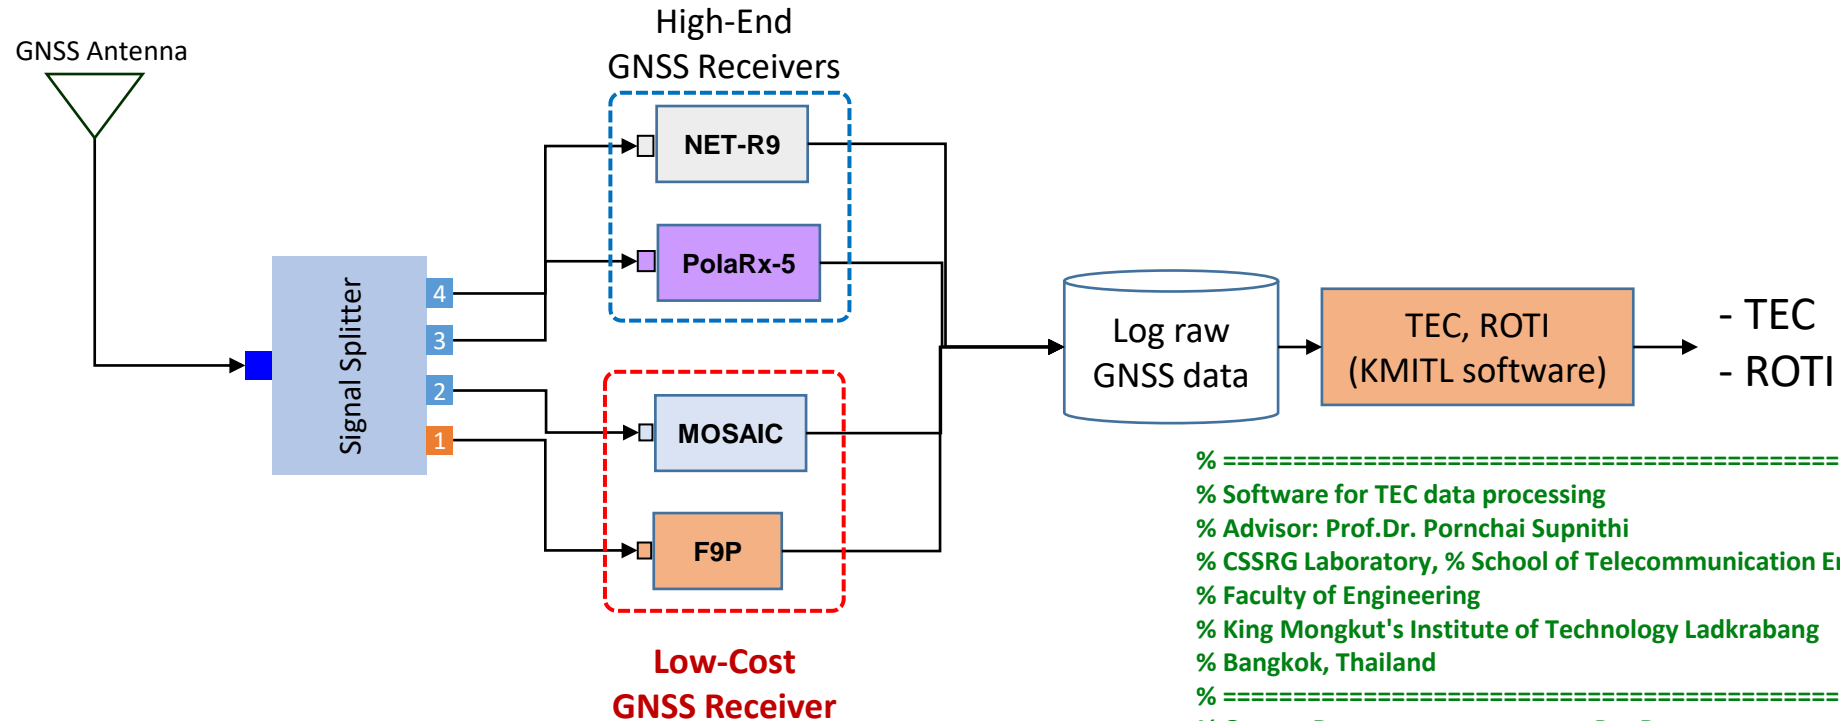 GNSS Antenna
High-End
GNSS Receivers
NET-R9
PolaRx-5
Signal Splitter
4
3
2
1
MOSAIC
F9P
Low-Cost
GNSS Receiver
Log raw
GNSS data
TEC, ROTI
(KMITL software)
- TEC
- ROTI
% ============================================
% Software for TEC data processing
% Advisor: Prof.Dr. Pornchai Supnithi
% CSSRG Laboratory, % School of Telecommunication
% Faculty of Engineering
% King Mongkut's Institute of Technology Ladkrabang
% Bangkok, Thailand
% ============================================